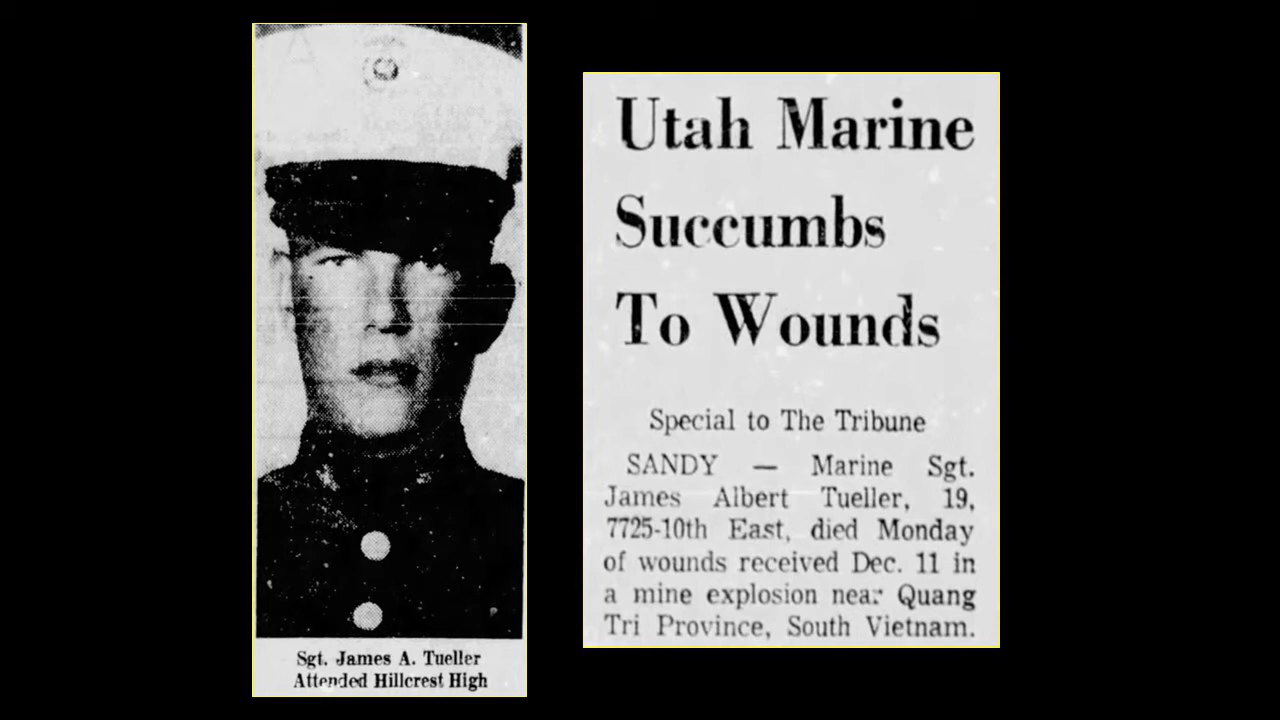 Sgt. James A. Tueller
Attended Hillcrest High
Utah Marine
Succumbs
To Wounds
Special to The Tribune
SANDY — Marine Sgt.
James Albert Tueller, 19,
7725-10th East, died Monday
of wounds received Dec. 11 in
a mine explosion near Quang
Tri Province, South Vietnam.